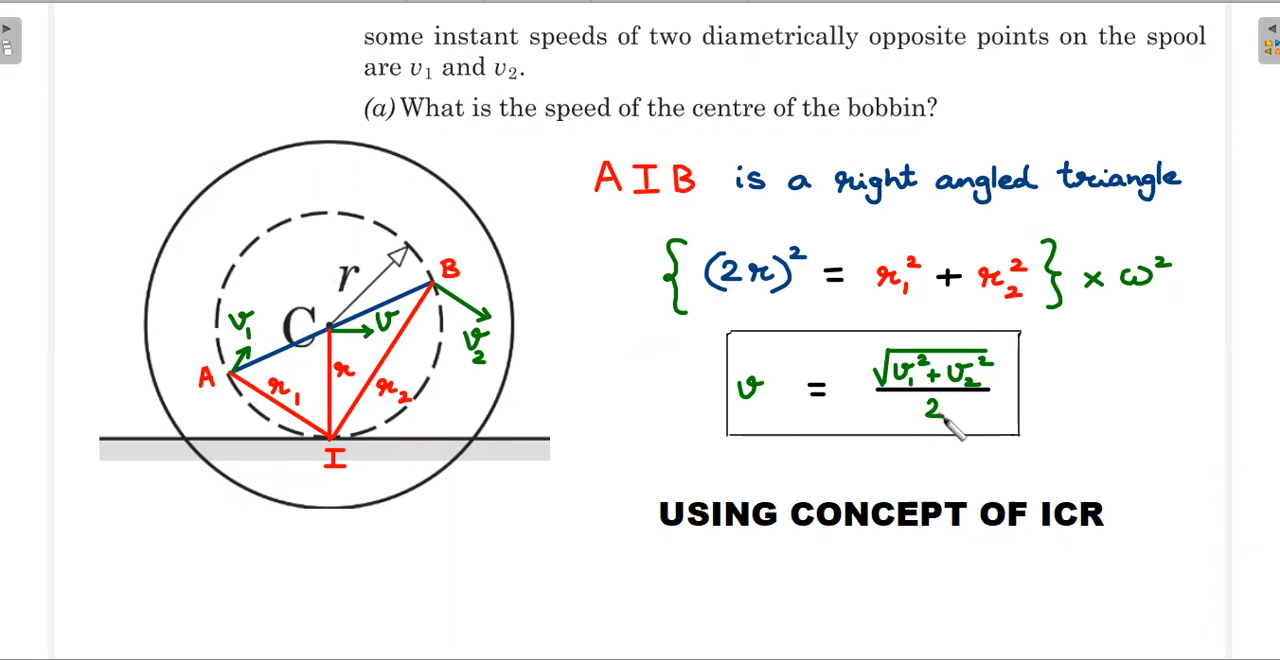 some instant speeds of two diametrically opposite points on the spool
are v₁ and v₂.
(a) What is the speed of the centre of the bobbin?
A I B is a right angled triangle
{ (2r)² = r₁² + r₂² } × ω²
v = √v₁² + v₂² / 2
USING CONCEPT OF ICR
r
B
C
v
v₁
v₂
A
r₁
r
r₂
I